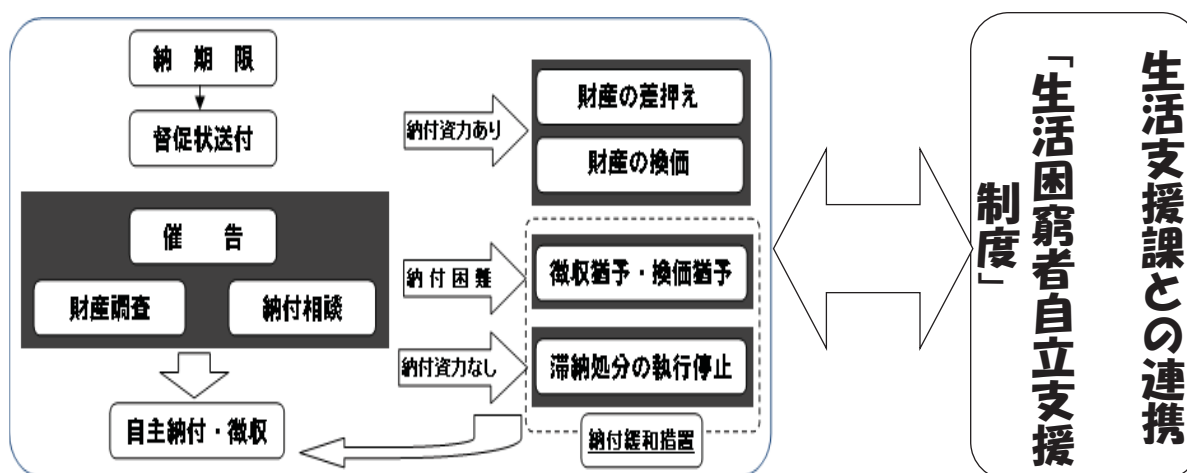 納 期 限
督促状送付
催 告
財産調査
納付相談
自主納付・徴収
納付資力あり
財産の差押え
財産の換価
納付困難
徴収猶予・換価猶予
納付資力なし
滞納処分の執行停止
納付緩和措置
生活支援課との連携
「生活困窮者自立支援
制度」